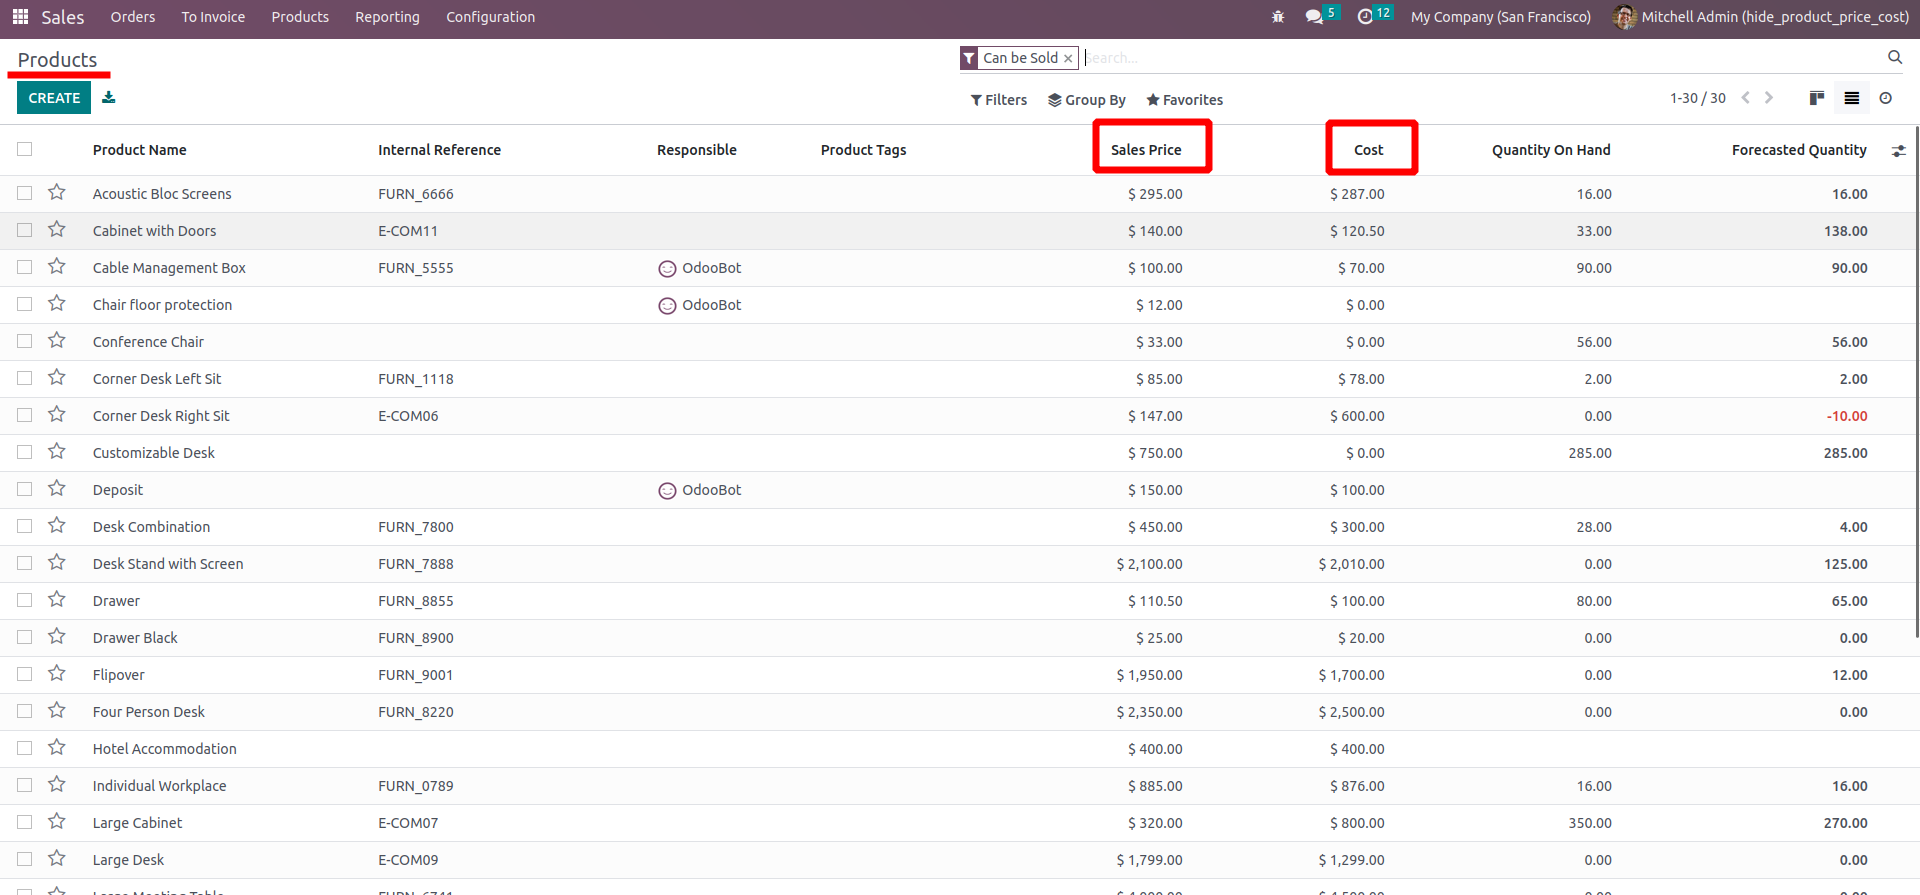 Sales Orders To Invoice Products Reporting Configuration 5 12 My Company (San Francisco) Mitchell Admin (hide_product_price_cost)
Products Can be Sold × Search...
CREATE Filters Group By Favorites 1-30 / 30
Product Name Internal Reference Responsible Product Tags Sales Price Cost Quantity On Hand Forecasted Quantity
Acoustic Bloc Screens FURN_6666 $ 295.00 $ 287.00 16.00 16.00
Cabinet with Doors E-COM11 $ 140.00 $ 120.50 33.00 138.00
Cable Management Box FURN_5555 OdooBot $ 100.00 $ 70.00 90.00 90.00
Chair floor protection OdooBot $ 12.00 $ 0.00
Conference Chair $ 33.00 $ 0.00 56.00 56.00
Corner Desk Left Sit FURN_1118 $ 85.00 $ 78.00 2.00 2.00
Corner Desk Right Sit E-COM06 $ 147.00 $ 600.00 0.00 -10.00
Customizable Desk $ 750.00 $ 0.00 285.00 285.00
Deposit OdooBot $ 150.00 $ 100.00
Desk Combination FURN_7800 $ 450.00 $ 300.00 28.00 4.00
Desk Stand with Screen FURN_7888 $ 2,100.00 $ 2,010.00 0.00 125.00
Drawer FURN_8855 $ 110.50 $ 100.00 80.00 65.00
Drawer Black FURN_8900 $ 25.00 $ 20.00 0.00 0.00
Flipover FURN_9001 $ 1,950.00 $ 1,700.00 0.00 12.00
Four Person Desk FURN_8220 $ 2,350.00 $ 2,500.00 0.00 0.00
Hotel Accommodation $ 400.00 $ 400.00
Individual Workplace FURN_0789 $ 885.00 $ 876.00 16.00 16.00
Large Cabinet E-COM07 $ 320.00 $ 800.00 350.00 270.00
Large Desk E-COM09 $ 1,799.00 $ 1,299.00 0.00 0.00
Large Meeting Table